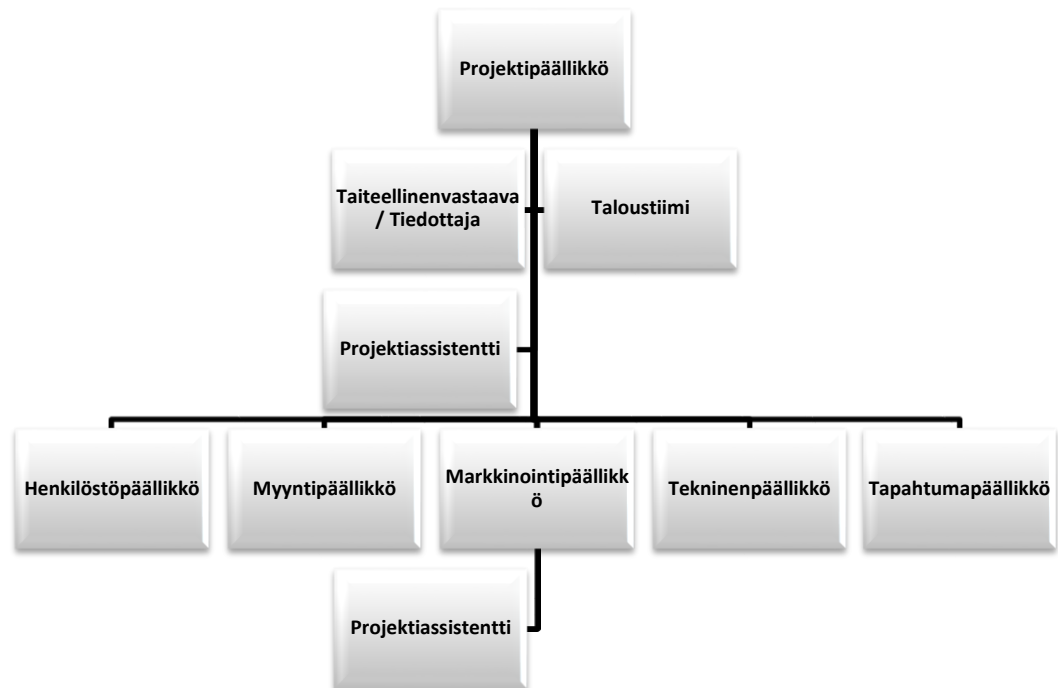 Projektipäällikkö
Taiteellinenvastaava
/ Tiedottaja
Taloustiimi
Projektiassistentti
Henkilöstöpäällikkö
Myyntipäällikkö
Markkinointipäällikk
ö
Tekninenpäällikkö
Tapahtumapäällikkö
Projektiassistentti